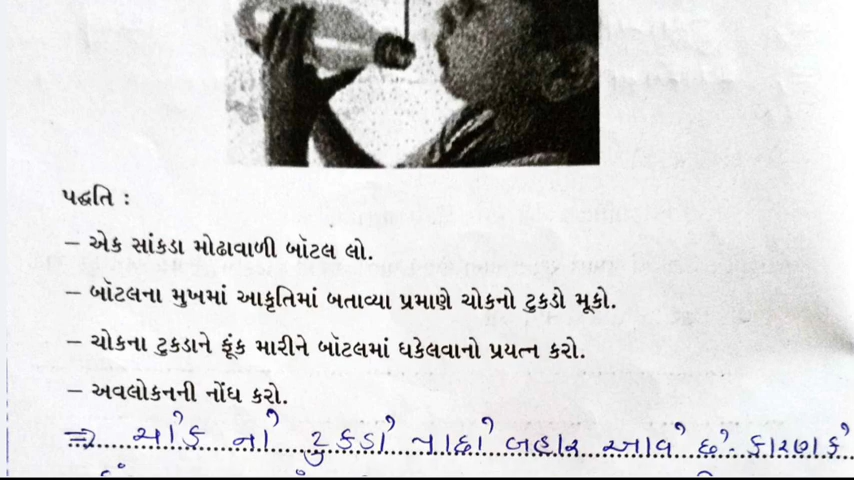 પદ્ધતિ :
– એક સાંકડા મોઢાવાળી બૉટલ લો.
– બૉટલના મુખમાં આકૃતિમાં બતાવ્યા પ્રમાણે ચોકનો ટુકડો મૂકો.
– ચોકના ટુકડાને ફૂંક મારીને બૉટલમાં ધકેલવાનો પ્રયત્ન કરો.
– અવલોકનની નોંધ કરો.
⇒ ચોક નો ટુકડો પાછો બહાર આવે છે. કારણકે